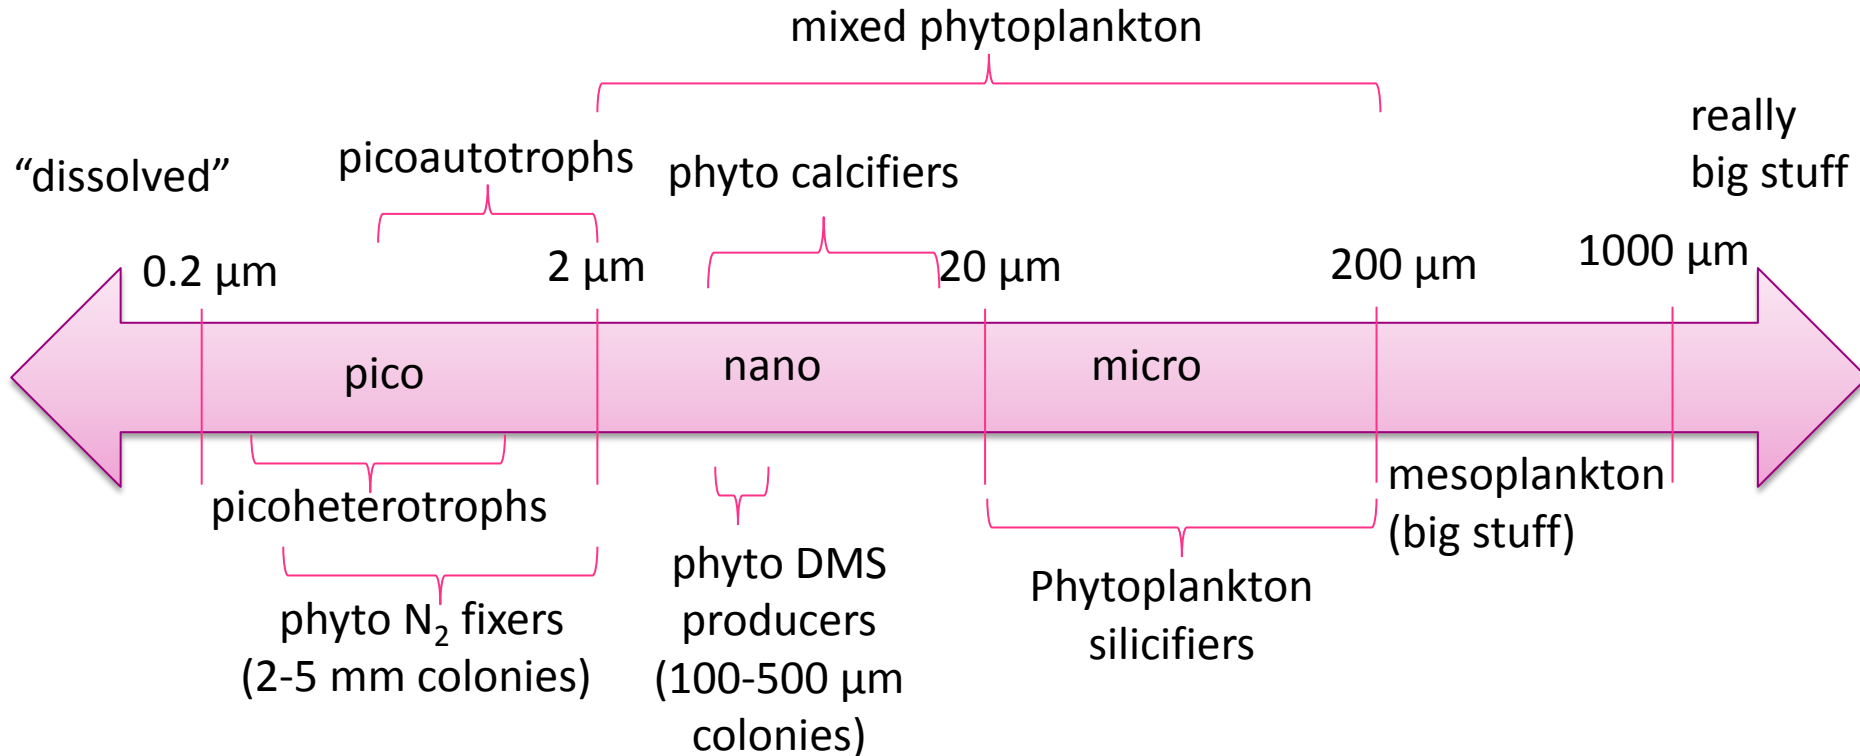 mixed phytoplankton
really
big stuff
“dissolved”
picoautotrophs
phyto calcifiers
0.2 µm
2 µm
20 µm
200 µm
1000 µm
pico
nano
micro
picoheterotrophs
mesoplankton
(big stuff)
phyto N₂ fixers
(2-5 mm colonies)
phyto DMS
producers
(100-500 µm
colonies)
Phytoplankton
silicifiers